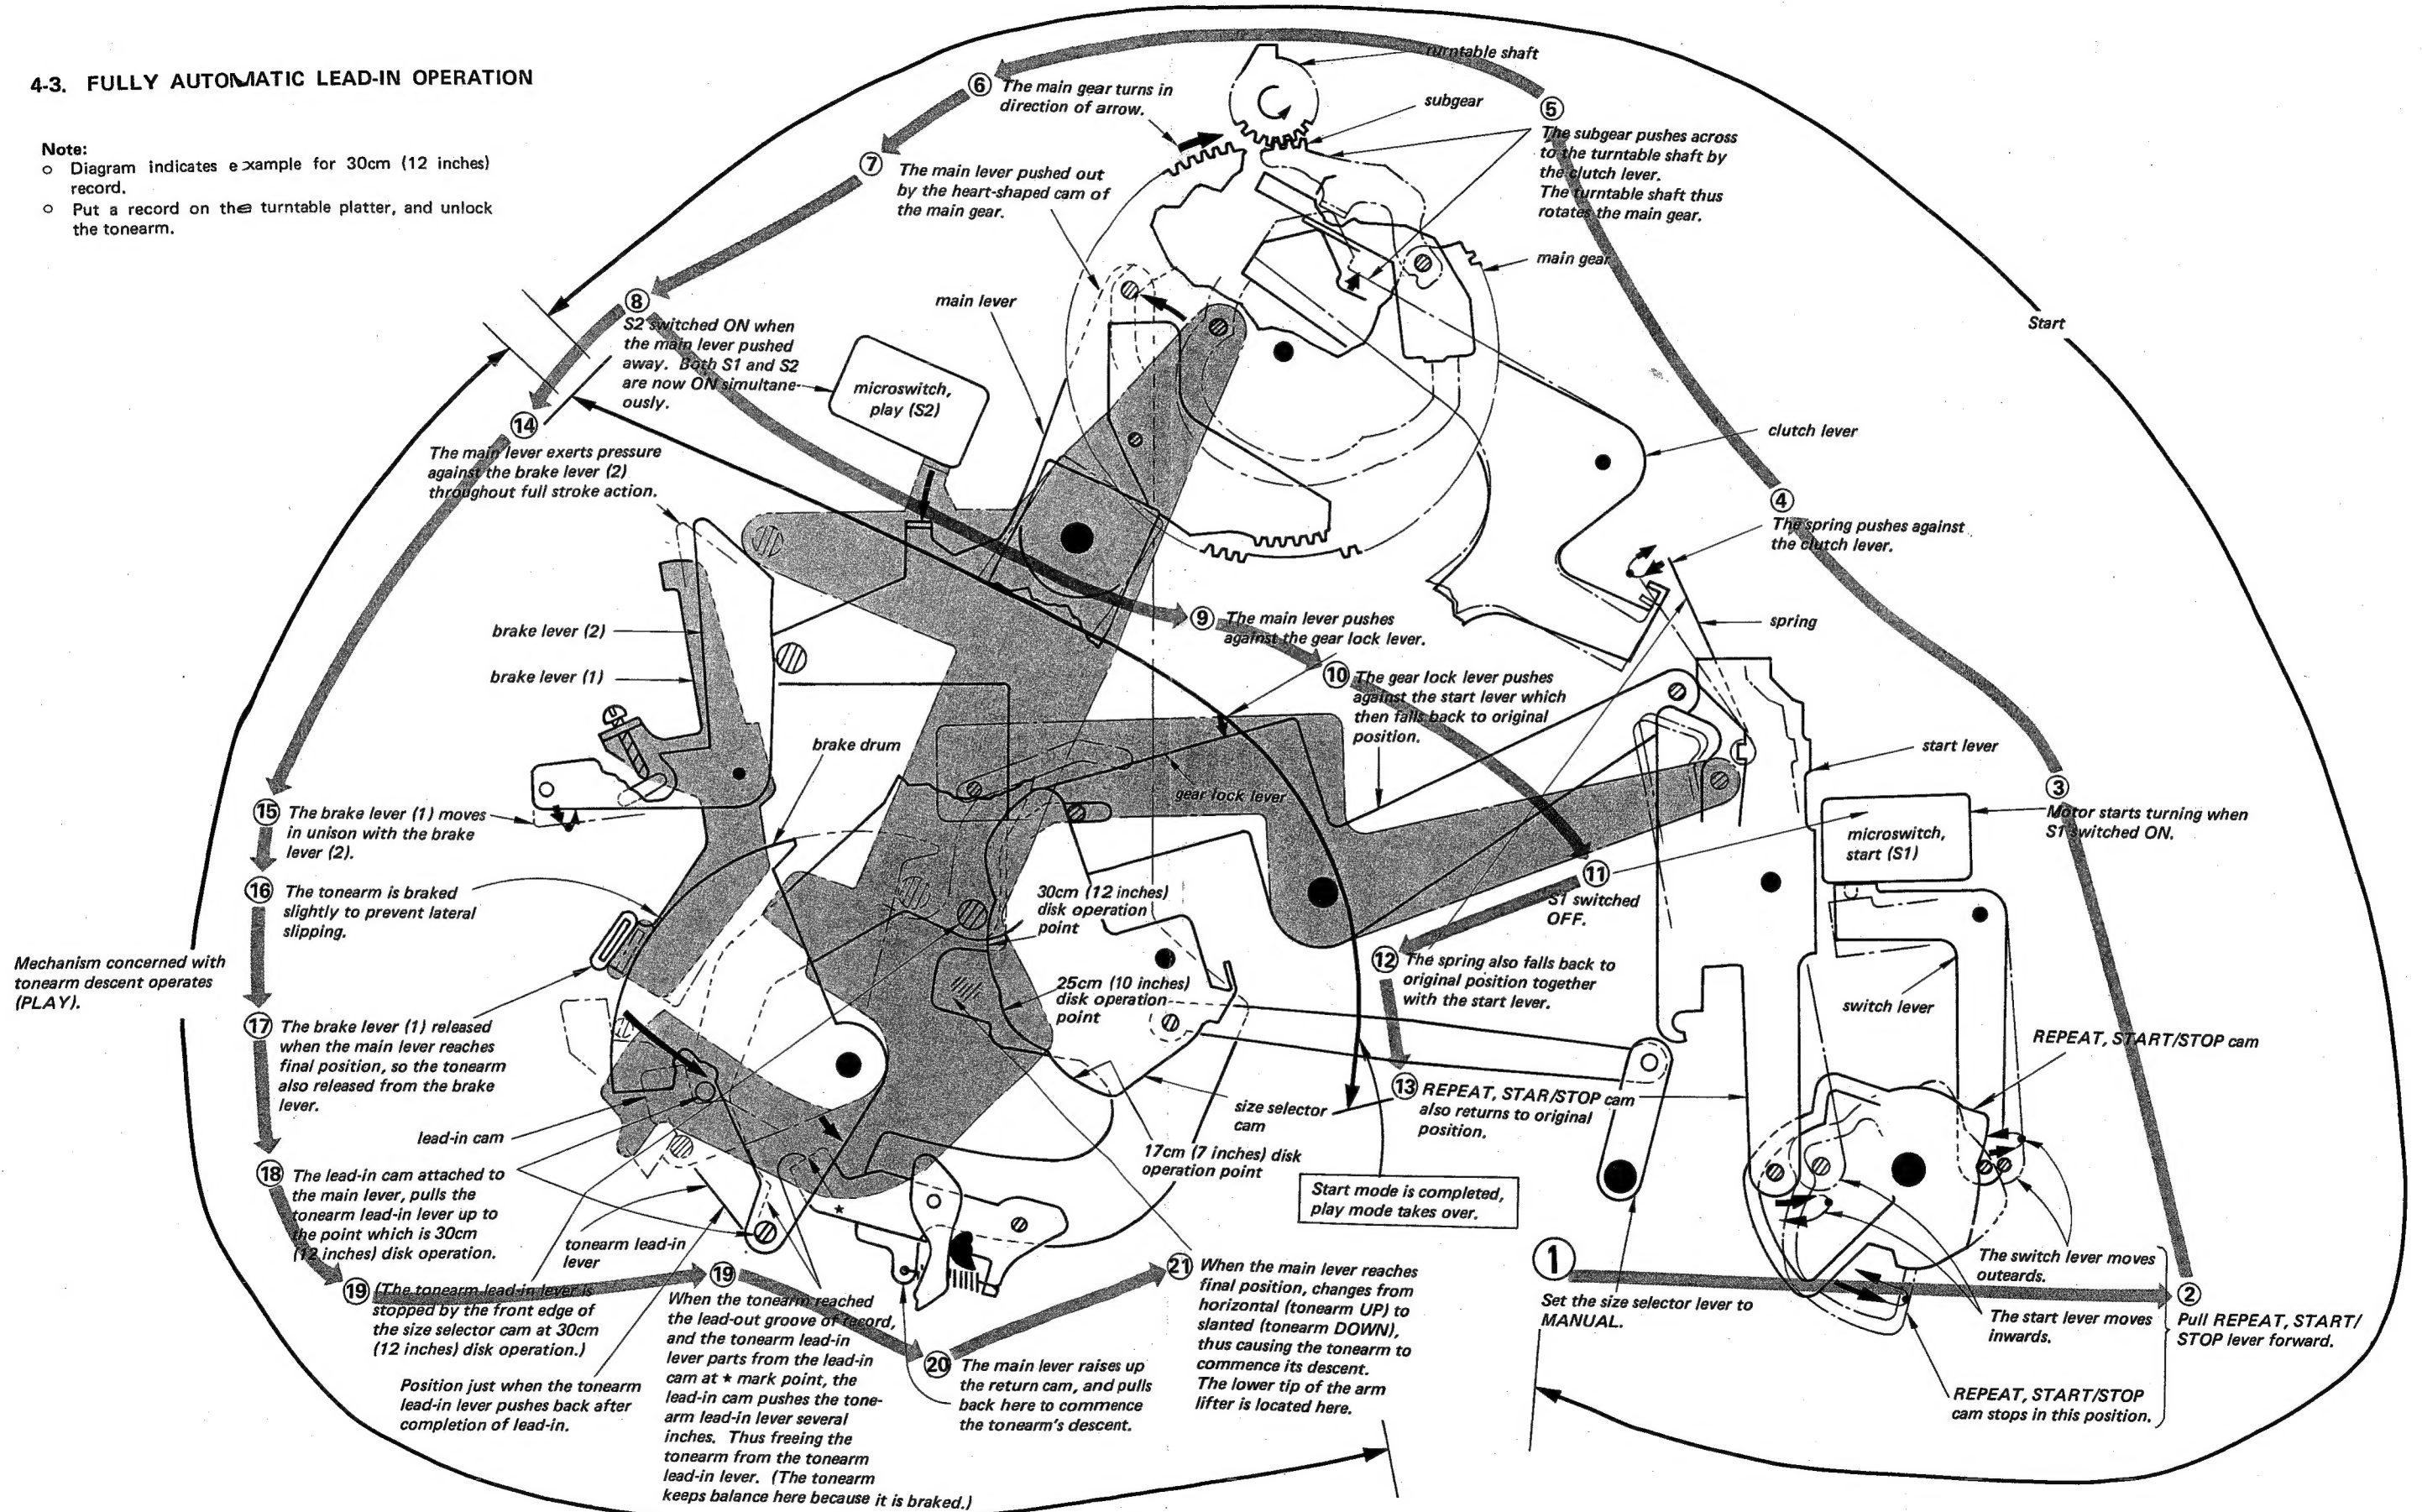 4-3. FULLY AUTOMATIC LEAD-IN OPERATION
Note:
o Diagram indicates example for 30cm (12 inches)
record.
o Put a record on the turntable platter, and unlock
the tonearm.
turntable shaft
subgear
main gear
main lever
Start
clutch lever
spring
start lever
microswitch,
play (S2)
microswitch,
start (S1)
brake lever (2)
brake lever (1)
brake drum
gear lock lever
switch lever
REPEAT, START/STOP cam
30cm (12 inches)
disk operation
point
25cm (10 inches)
disk operation
point
17cm (7 inches) disk
operation point
size selector
cam
lead-in cam
tonearm lead-in
lever
Mechanism concerned with
tonearm descent operates
(PLAY).
Start mode is completed,
play mode takes over.
1
Set the size selector lever to
MANUAL.
2
Pull REPEAT, START/
STOP lever forward.
The switch lever moves
outeards.
The start lever moves
inwards.
REPEAT, START/STOP
cam stops in this position.
3
Motor starts turning when
S1 switched ON.
4
The spring pushes against
the clutch lever.
5
The subgear pushes across
to the turntable shaft by
the clutch lever.
The turntable shaft thus
rotates the main gear.
6 The main gear turns in
direction of arrow.
7 The main lever pushed out
by the heart-shaped cam of
the main gear.
8
S2 switched ON when
the main lever pushed
away. Both S1 and S2
are now ON simultane-
ously.
9 The main lever pushes
against the gear lock lever.
10 The gear lock lever pushes
against the start lever which
then falls back to original
position.
11
S1 switched
OFF.
12 The spring also falls back to
original position together
with the start lever.
13 REPEAT, STAR/STOP cam
also returns to original
position.
14
The main lever exerts pressure
against the brake lever (2)
throughout full stroke action.
15 The brake lever (1) moves
in unison with the brake
lever (2).
16 The tonearm is braked
slightly to prevent lateral
slipping.
17 The brake lever (1) released
when the main lever reaches
final position, so the tonearm
also released from the brake
lever.
18 The lead-in cam attached to
the main lever, pulls the
tonearm lead-in lever up to
the point which is 30cm
(12 inches) disk operation.
19 (The tonearm lead-in lever is
stopped by the front edge of
the size selector cam at 30cm
(12 inches) disk operation.)
Position just when the tonearm
lead-in lever pushes back after
completion of lead-in.
19
When the tonearm reached
the lead-out groove of record,
and the tonearm lead-in
lever parts from the lead-in
cam at ★ mark point, the
lead-in cam pushes the tone-
arm lead-in lever several
inches. Thus freeing the
tonearm from the tonearm
lead-in lever. (The tonearm
keeps balance here because it is braked.)
★
20 The main lever raises up
the return cam, and pulls
back here to commence
the tonearm's descent.
21 When the main lever reaches
final position, changes from
horizontal (tonearm UP) to
slanted (tonearm DOWN),
thus causing the tonearm to
commence its descent.
The lower tip of the arm
lifter is located here.